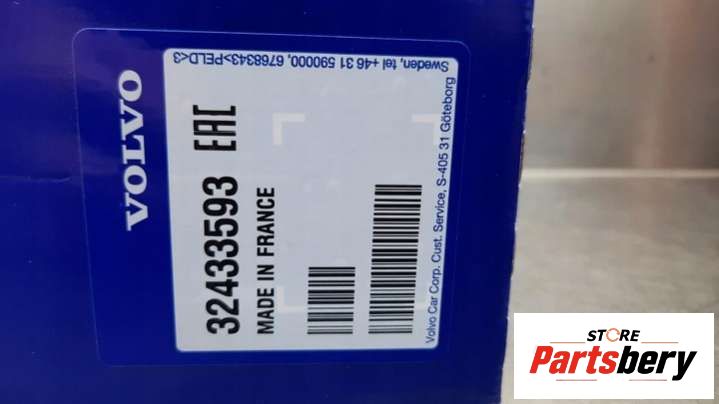 VOLVO
32433593 EAC
MADE IN FRANCE
Volvo Car Corp. Cust. Service, S-405 31 Göteborg
Sweden, tel +46 31 590000, 6768343>PELD<3
STORE
Partsbery